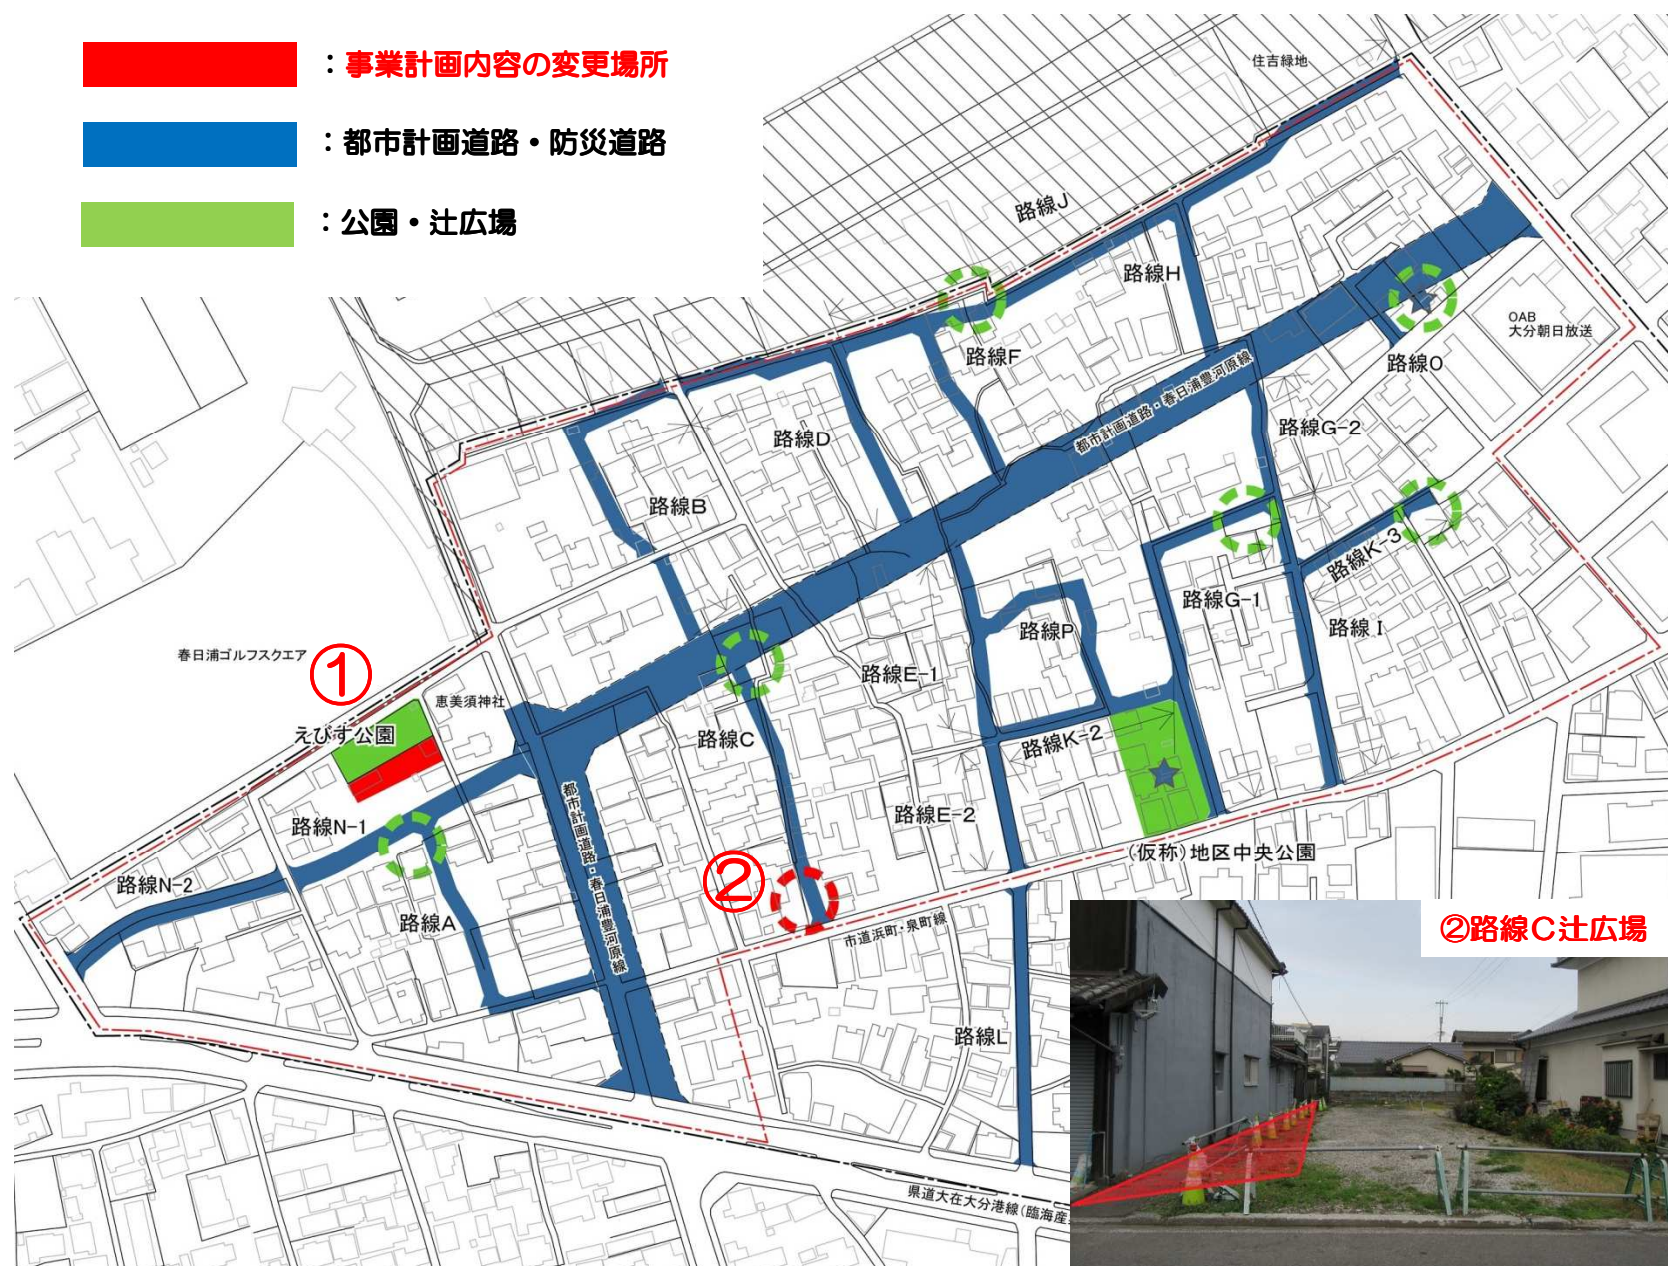 ：事業計画内容の変更場所
：都市計画道路・防災道路
：公園・辻広場
住吉緑地
路線J
路線H
OAB
大分朝日放送
路線F
路線O
都市計画道路・春日浦豊河原線
路線G-2
路線D
路線B
路線K-3
路線G-1
路線I
路線P
春日浦ゴルフスクエア
①
路線E-1
恵美須神社
えびす公園
路線C
路線K-2
都市計画道路・春日浦豊河原線
路線N-1
路線E-2
(仮称)地区中央公園
路線N-2
②
路線A
市道浜町・泉町線
②路線C辻広場
路線L
県道大在大分港線(臨海産